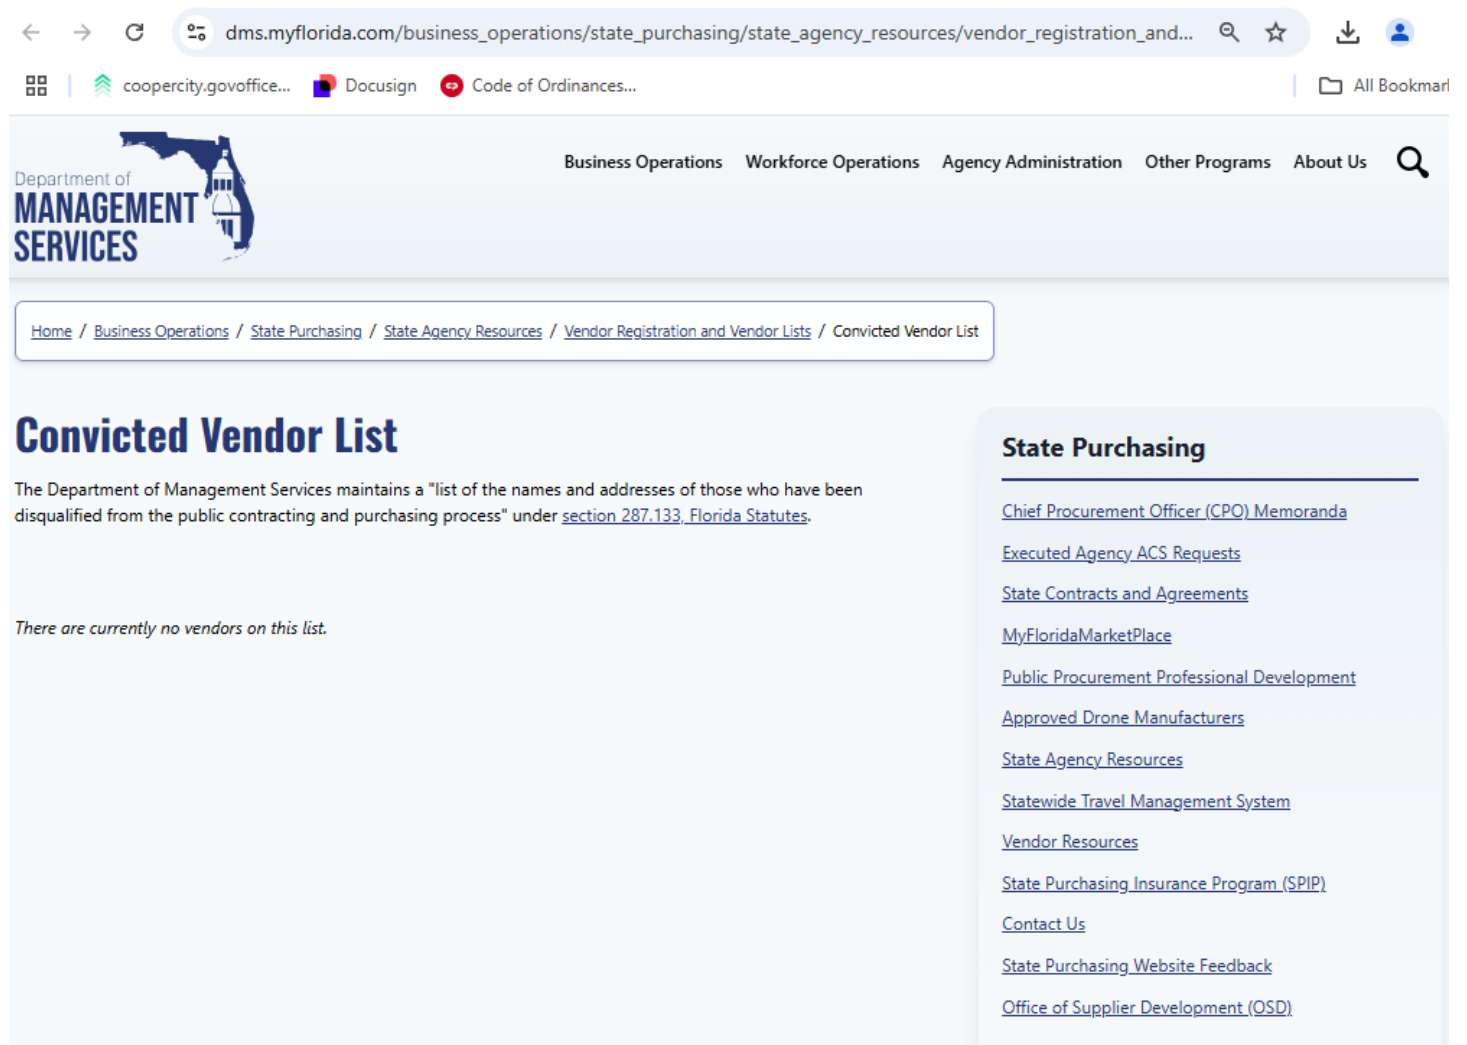 dms.myflorida.com/business_operations/state_purchasing/state_agency_resources/vendor_registration_and...
coopercity.govoffice...
Docusign
Code of Ordinances...
All Bookmar
Department of
MANAGEMENT
SERVICES
Business Operations
Workforce Operations
Agency Administration
Other Programs
About Us
Home / Business Operations / State Purchasing / State Agency Resources / Vendor Registration and Vendor Lists / Convicted Vendor List
Convicted Vendor List
The Department of Management Services maintains a "list of the names and addresses of those who have been
disqualified from the public contracting and purchasing process" under section 287.133, Florida Statutes.
There are currently no vendors on this list.
State Purchasing
Chief Procurement Officer (CPO) Memoranda
Executed Agency ACS Requests
State Contracts and Agreements
MyFloridaMarketPlace
Public Procurement Professional Development
Approved Drone Manufacturers
State Agency Resources
Statewide Travel Management System
Vendor Resources
State Purchasing Insurance Program (SPIP)
Contact Us
State Purchasing Website Feedback
Office of Supplier Development (OSD)